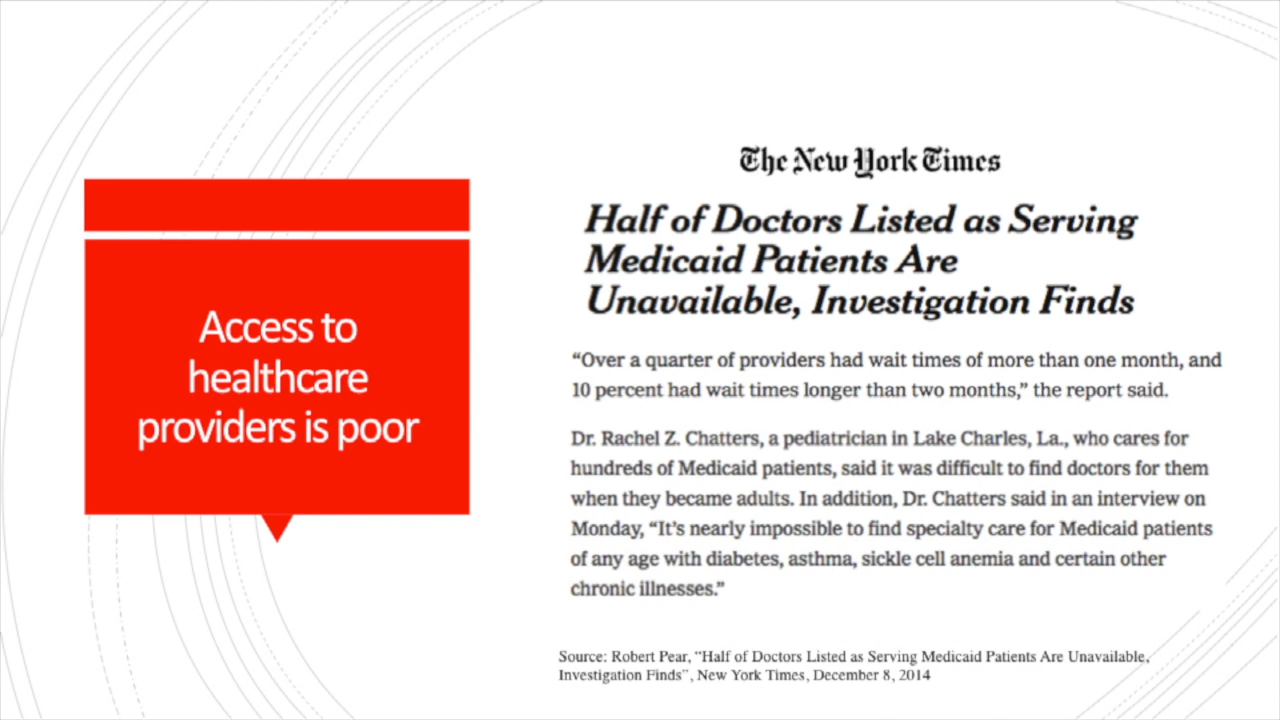 Access to
healthcare
providers is poor
The New York Times
Half of Doctors Listed as Serving
Medicaid Patients Are
Unavailable, Investigation Finds
“Over a quarter of providers had wait times of more than one month, and
10 percent had wait times longer than two months,” the report said.
Dr. Rachel Z. Chatters, a pediatrician in Lake Charles, La., who cares for
hundreds of Medicaid patients, said it was difficult to find doctors for them
when they became adults. In addition, Dr. Chatters said in an interview on
Monday, “It’s nearly impossible to find specialty care for Medicaid patients
of any age with diabetes, asthma, sickle cell anemia and certain other
chronic illnesses.”
Source: Robert Pear, “Half of Doctors Listed as Serving Medicaid Patients Are Unavailable,
Investigation Finds”, New York Times, December 8, 2014